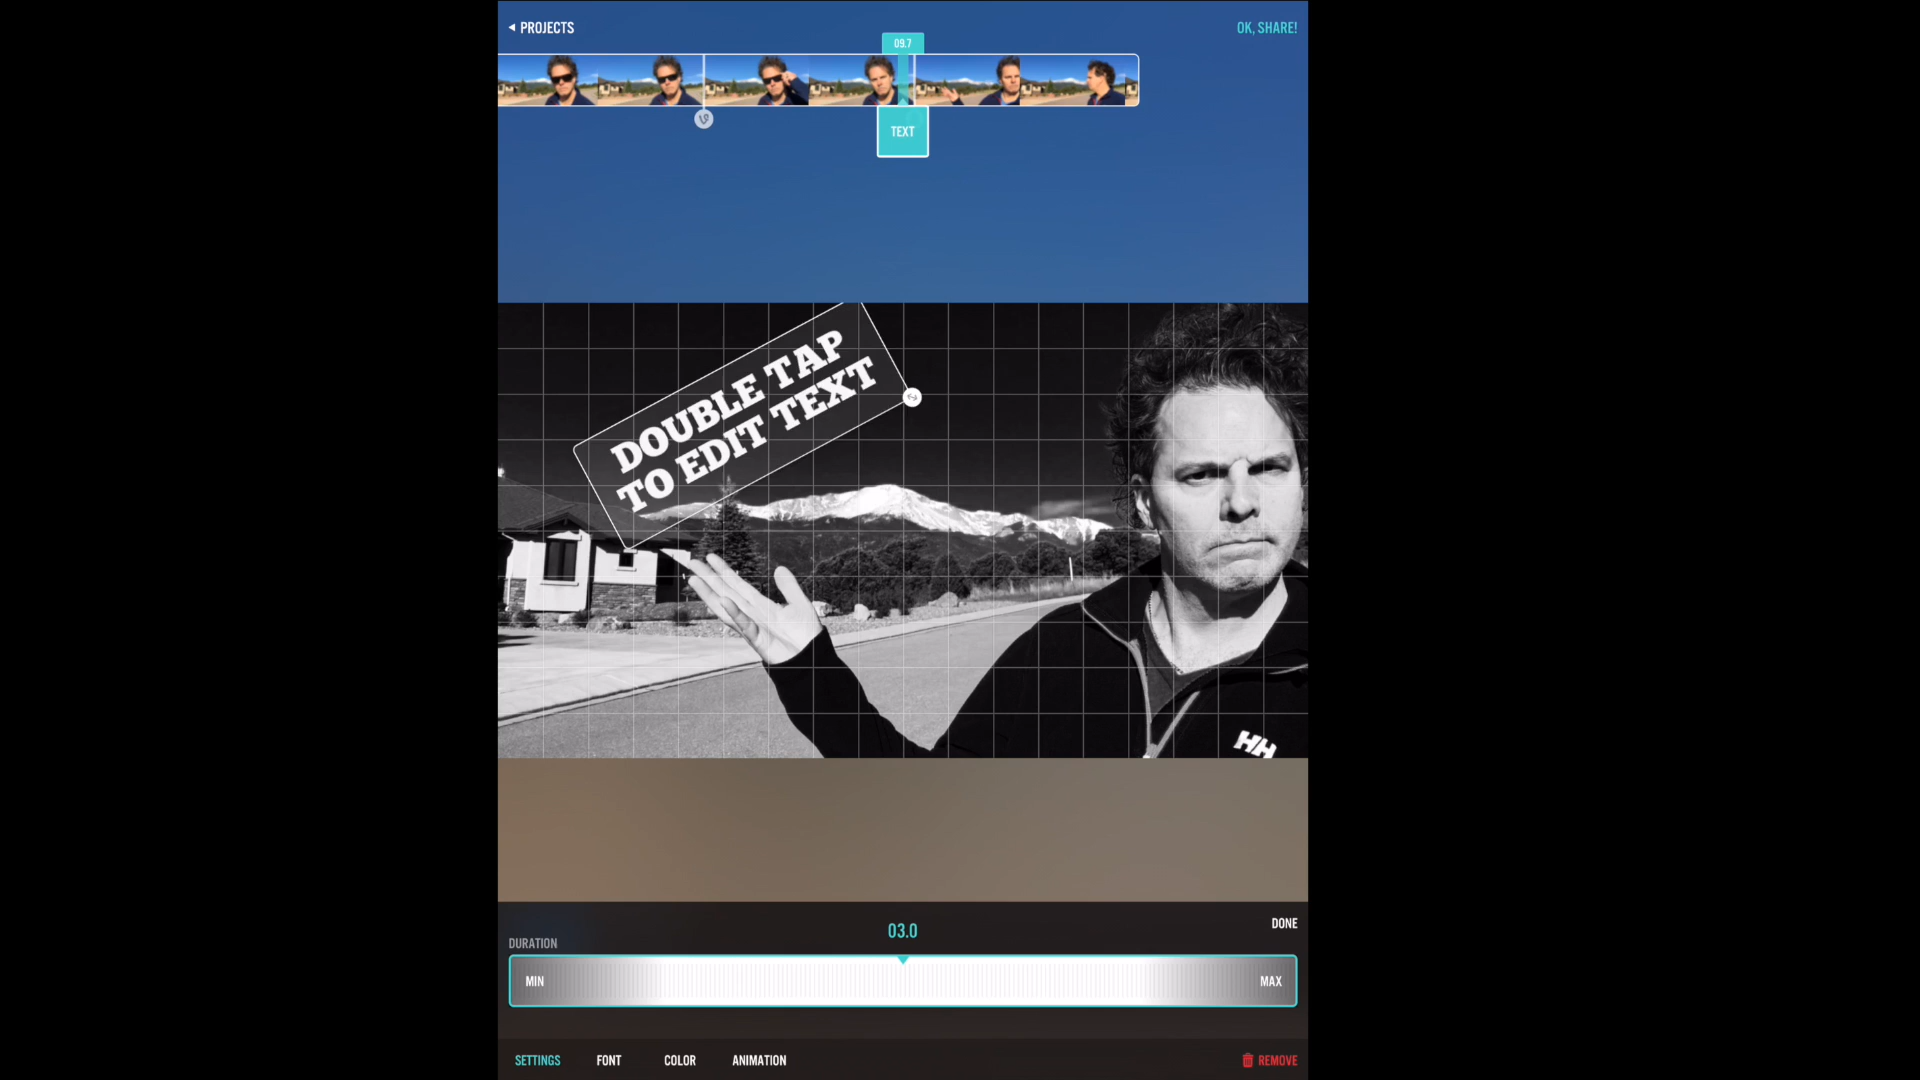 PROJECTS
OK, SHARE!
09.7
TEXT
DOUBLE TAP
TO EDIT TEXT
HH
03.0
DONE
DURATION
MIN
MAX
SETTINGS
FONT
COLOR
ANIMATION
REMOVE